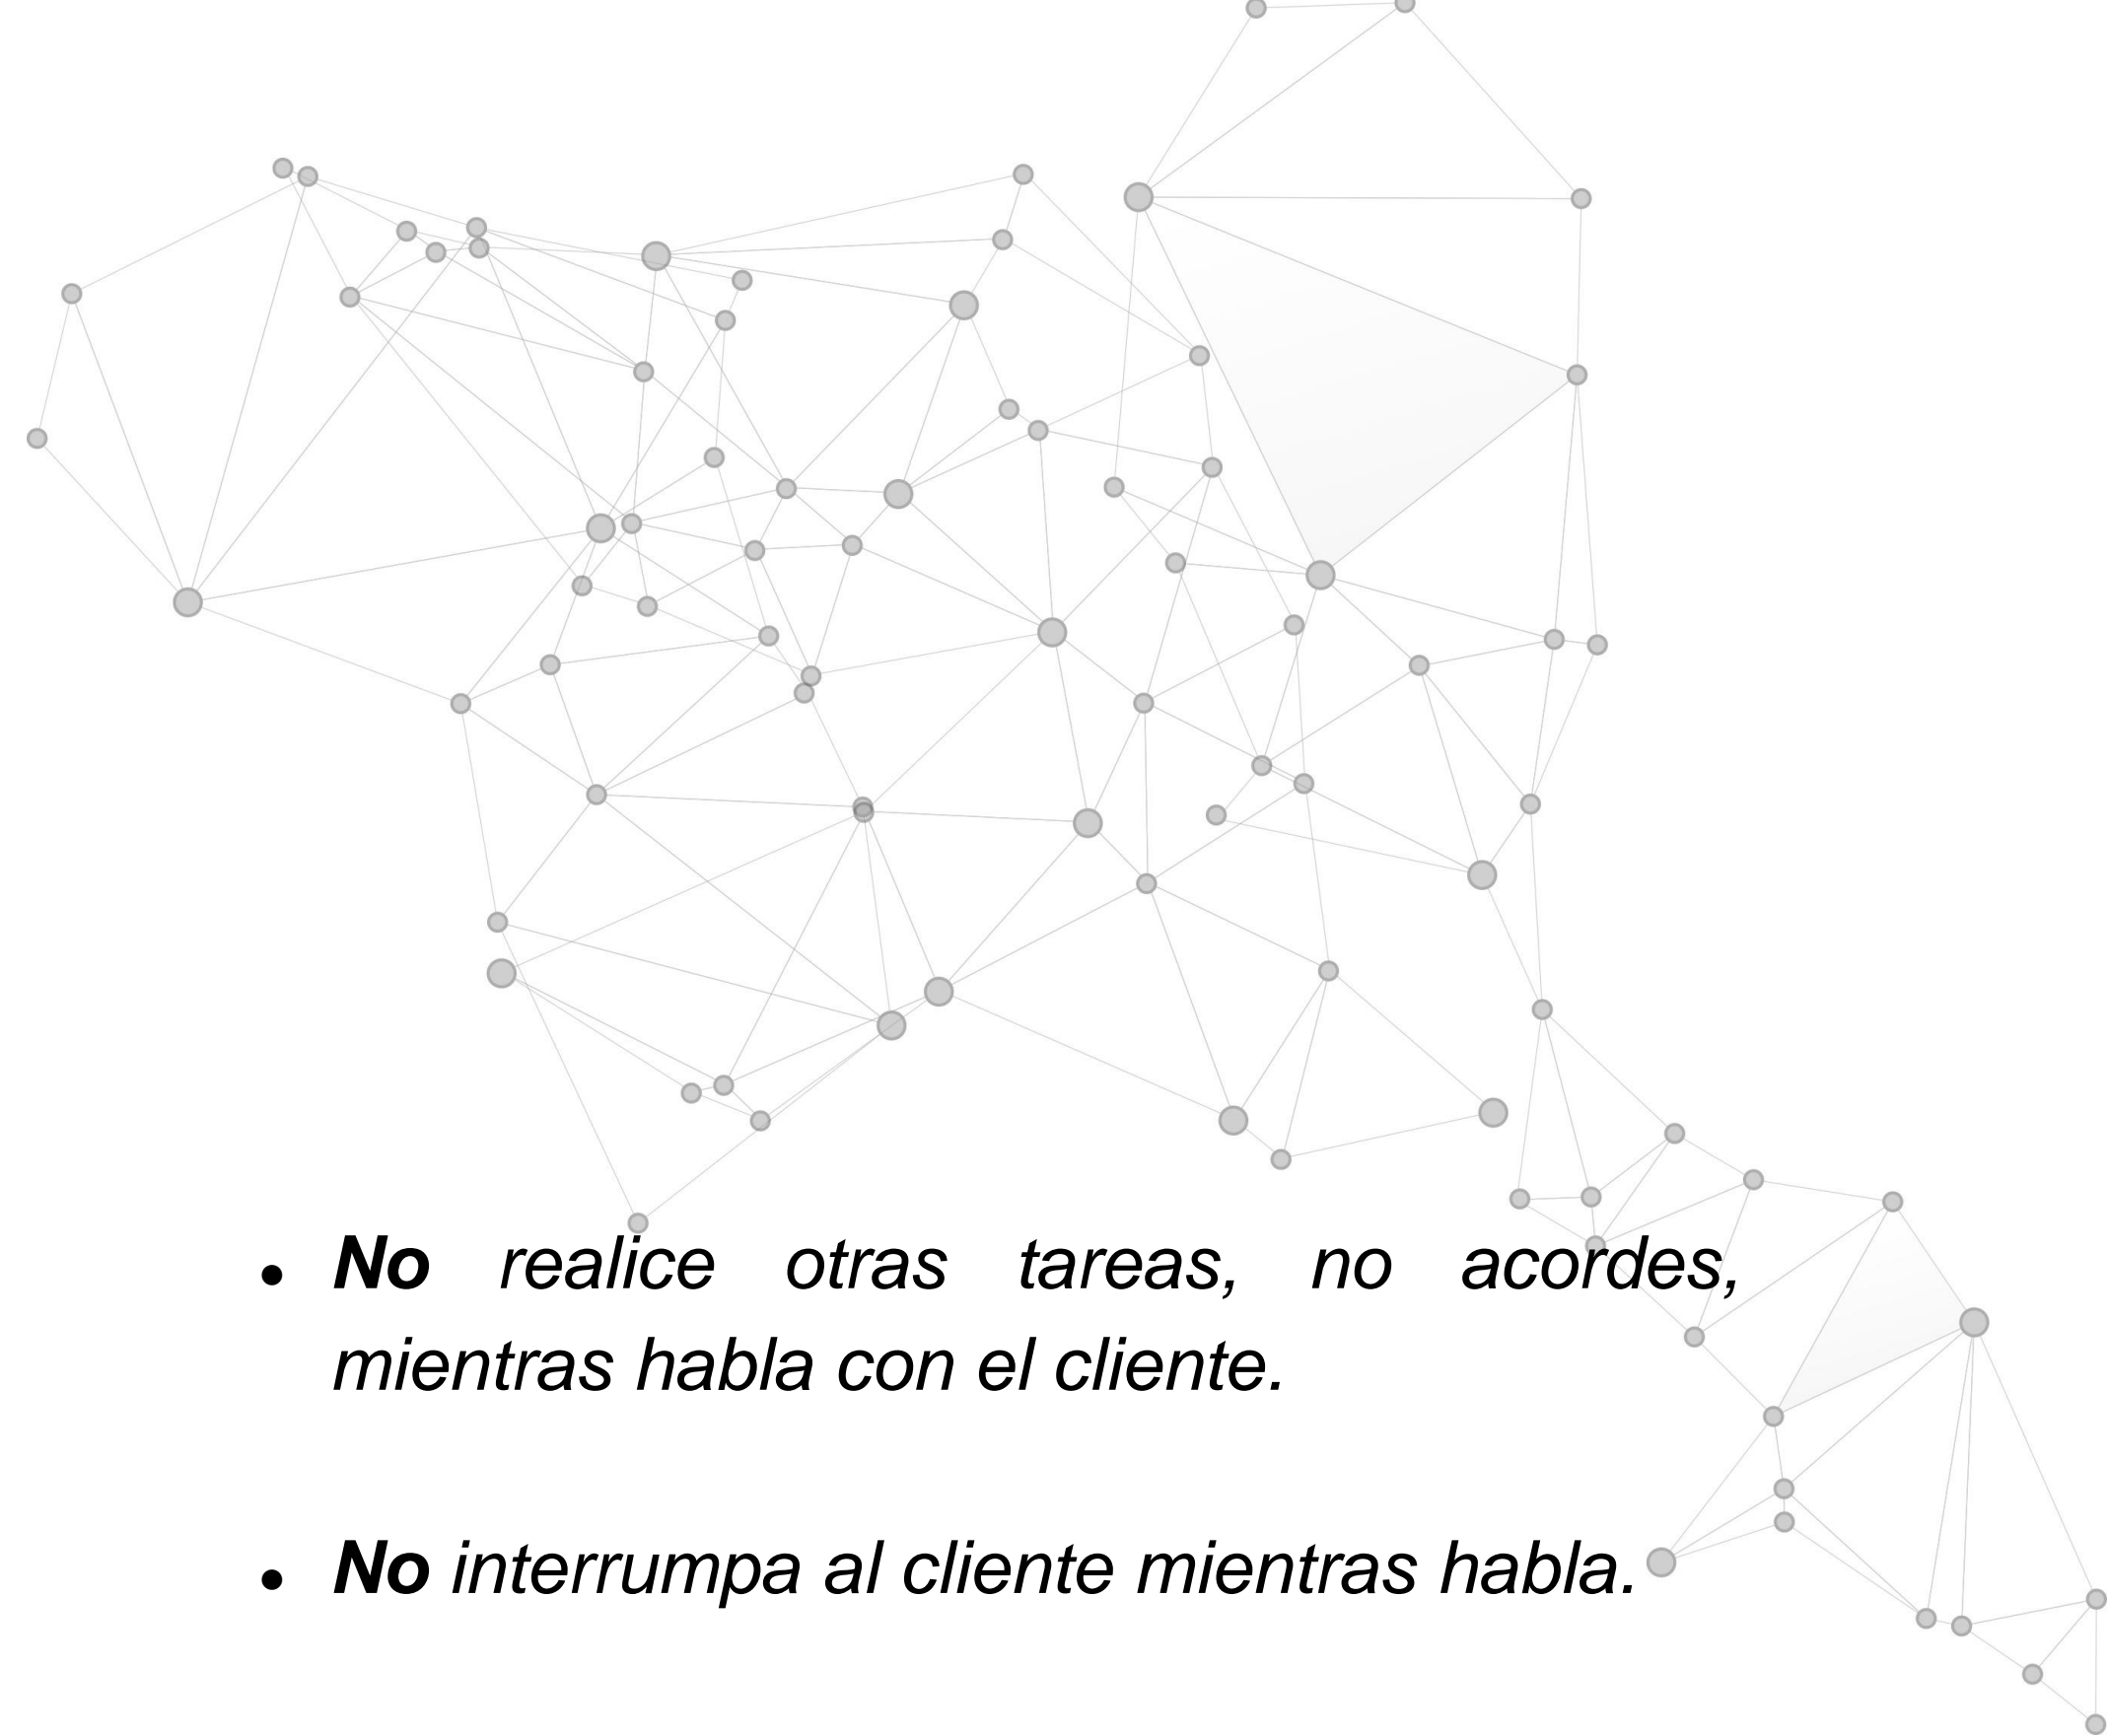 • No realice otras tareas, no acordes,
mientras habla con el cliente.
• No interrumpa al cliente mientras habla.